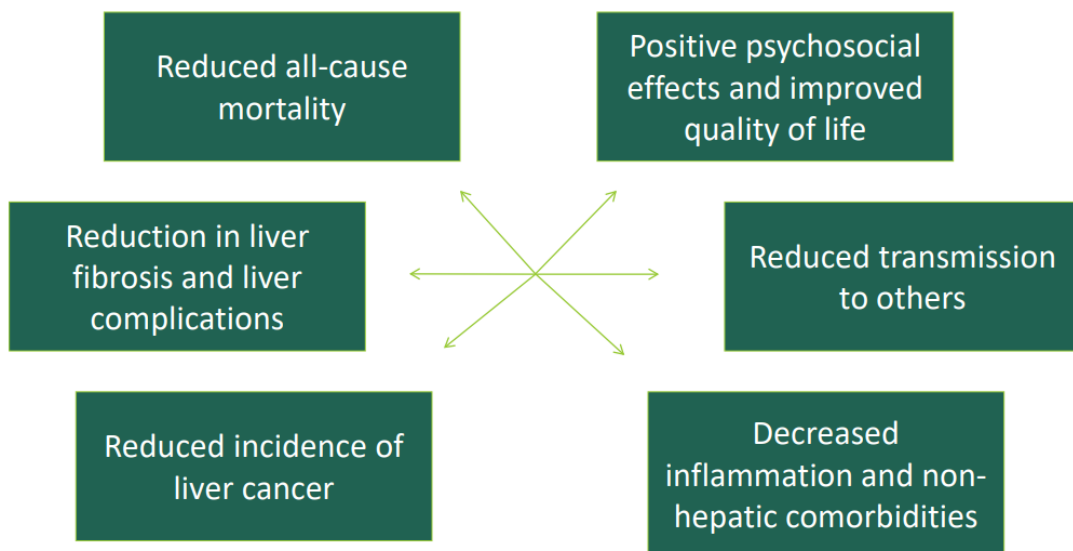 Reduced all-cause
mortality
Positive psychosocial
effects and improved
quality of life
Reduction in liver
fibrosis and liver
complications
Reduced transmission
to others
Reduced incidence of
liver cancer
Decreased
inflammation and non-
hepatic comorbidities